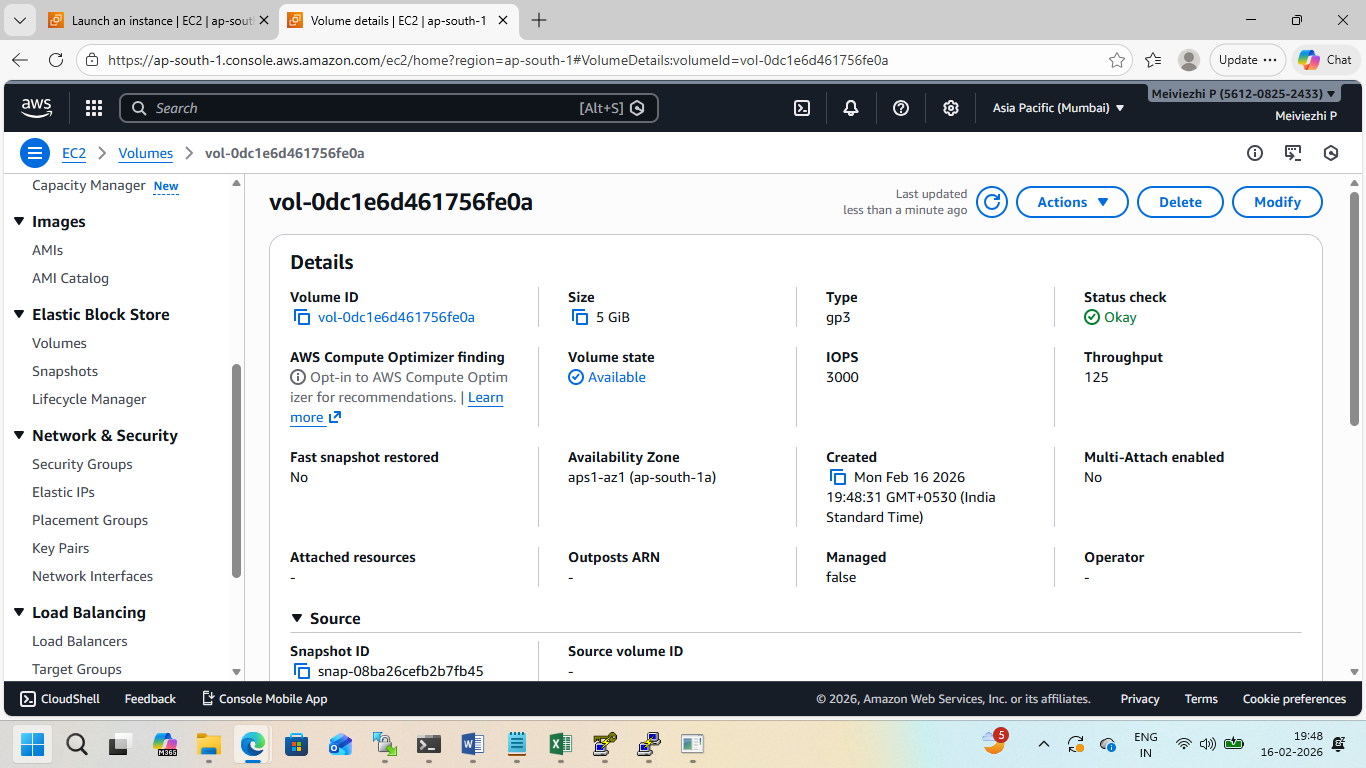 Launch an instance | EC2 | ap-sout
Volume details | EC2 | ap-south-1
https://ap-south-1.console.aws.amazon.com/ec2/home?region=ap-south-1#VolumeDetails:volumeId=vol-0dc1e6d461756fe0a
Update
Chat
aws
Search
[Alt+S]
Asia Pacific (Mumbai)
Meiviezhi P (5612-0825-2433)
Meiviezhi P
EC2
Volumes
vol-0dc1e6d461756fe0a
Capacity Manager New
Images
AMIs
AMI Catalog
Elastic Block Store
Volumes
Snapshots
Lifecycle Manager
Network & Security
Security Groups
Elastic IPs
Placement Groups
Key Pairs
Network Interfaces
Load Balancing
Load Balancers
Target Groups
vol-0dc1e6d461756fe0a
Last updated
less than a minute ago
Actions
Delete
Modify
Details
Volume ID
vol-0dc1e6d461756fe0a
Size
5 GiB
Type
gp3
Status check
Okay
AWS Compute Optimizer finding
Opt-in to AWS Compute Optim
izer for recommendations. | Learn
more
Volume state
Available
IOPS
3000
Throughput
125
Fast snapshot restored
No
Availability Zone
aps1-az1 (ap-south-1a)
Created
Mon Feb 16 2026
19:48:31 GMT+0530 (India
Standard Time)
Multi-Attach enabled
No
Attached resources
-
Outposts ARN
-
Managed
false
Operator
-
Source
Snapshot ID
snap-08ba26cefb2b7fb45
Source volume ID
-
CloudShell
Feedback
Console Mobile App
© 2026, Amazon Web Services, Inc. or its affiliates.
Privacy
Terms
Cookie preferences
M365
5
ENG
IN
19:48
16-02-2026